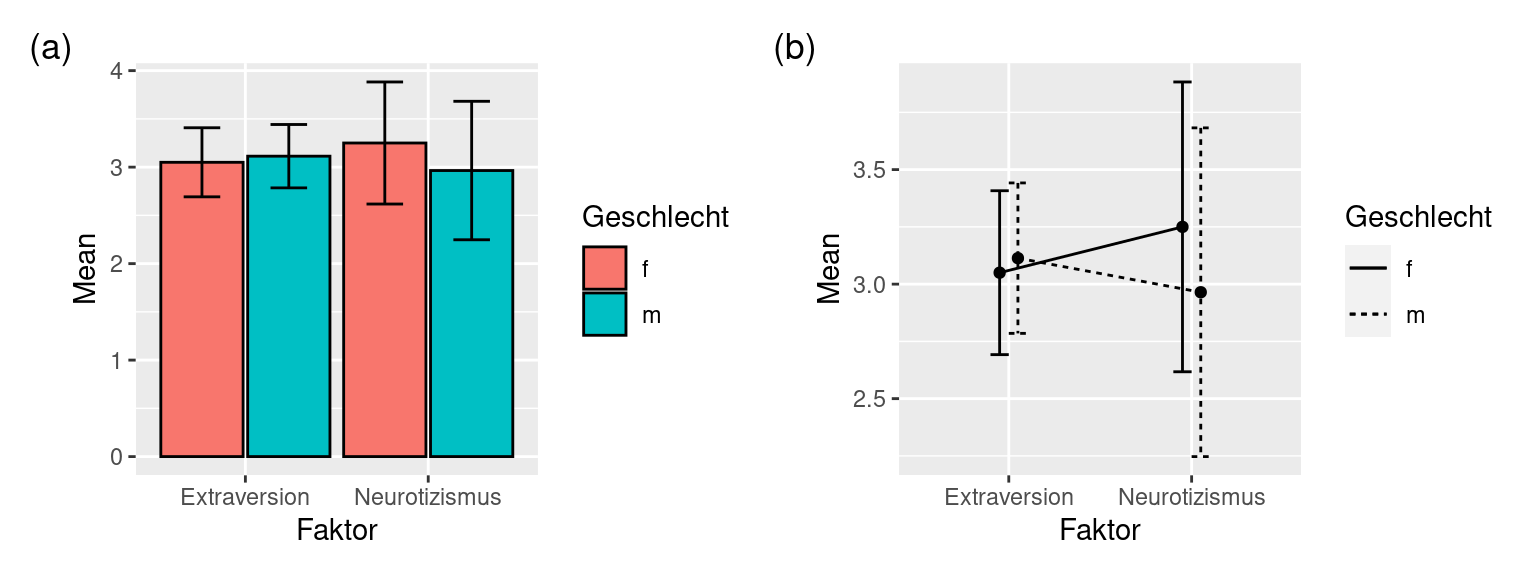 (a)
4
3
2
1
0
Mean
Extraversion Neurotizismus
Faktor
Geschlecht
f
m
(b)
3.5
3.0
2.5
Mean
Extraversion Neurotizismus
Faktor
Geschlecht
f
m